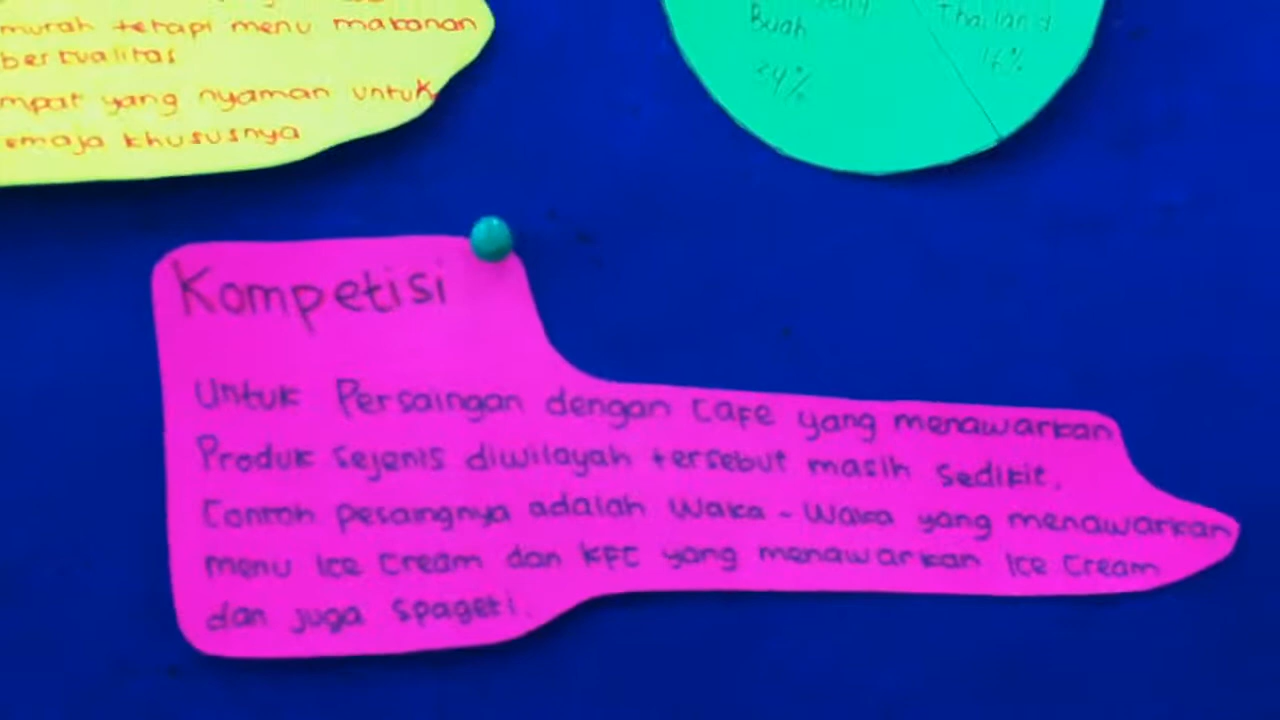 murah tetapi menu makanan
berkualitas
mpat yang nyaman untuk
emaja khususnya
Buah
24%
Thailand
16%
Kompetisi
Untuk Persaingan dengan Cafe yang menawarkan
Produk sejenis diwilayah tersebut masih sedikit.
Contoh pesaingnya adalah Waka - Waka yang menawarkan
menu Ice Cream dan KFC yang menawarkan Ice Cream
dan juga Spageti.